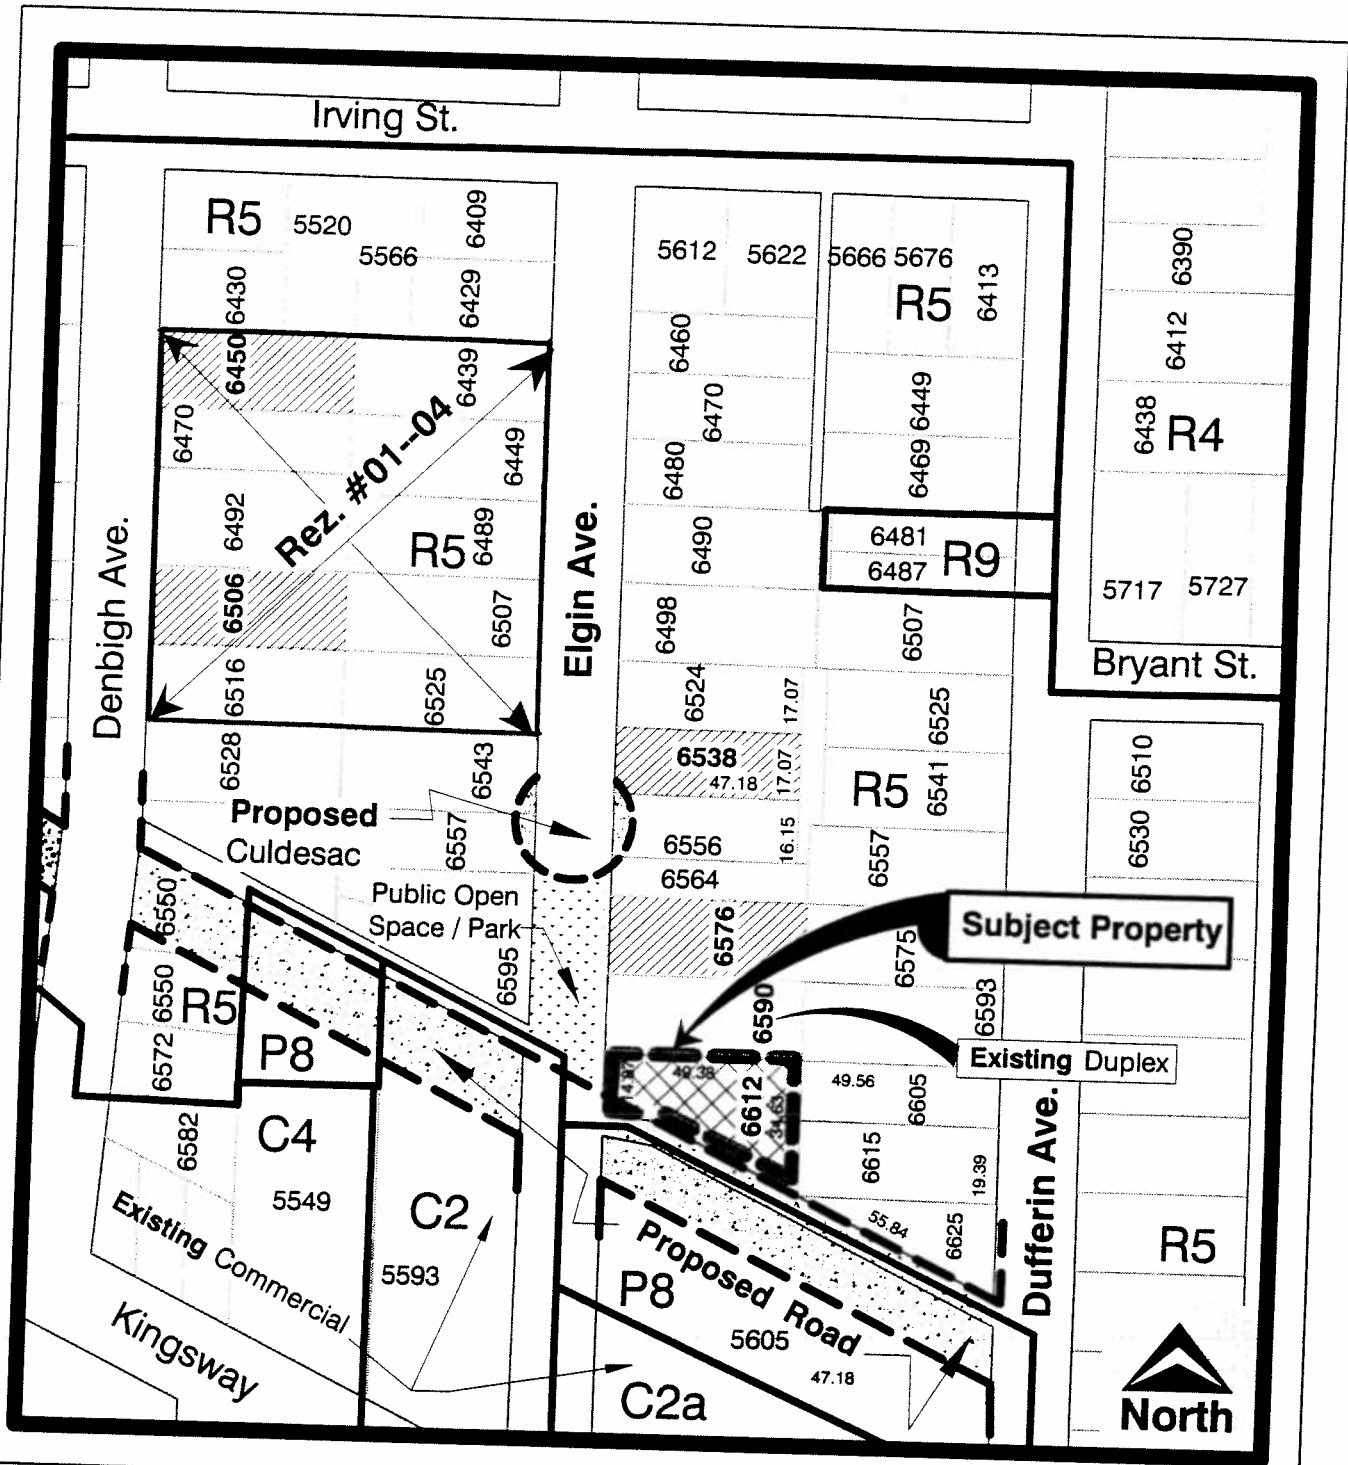 Irving St.
R5
5520
5566
6409
6430
6429
5612
5622
5666
5676
R5
6413
6390
6412
6438
R4
6450
6439
6470
Rez. #01--04
6449
6492
R5
6489
6506
6507
6516
6525
Denbigh Ave.
Elgin Ave.
6460
6470
6480
6490
6498
6449
6469
6481
6487
R9
6507
5717
5727
Bryant St.
6524
17.07
6525
6528
6543
6538
47.18
17.07
R5
6541
6510
6530
Proposed
Culdesac
6557
6556
16.15
6557
6564
Public Open
Space / Park
6576
6575
Subject Property
6550
6595
6590
6593
6550
R5
P8
Existing Duplex
6572
14.97
49.38
6612
34.63
49.56
6605
6582
C4
5549
C2
5593
6615
19.39
55.84
6625
Dufferin Ave.
R5
Existing Commercial
Kingsway
P8
Proposed Road
5605
47.18
C2a
North